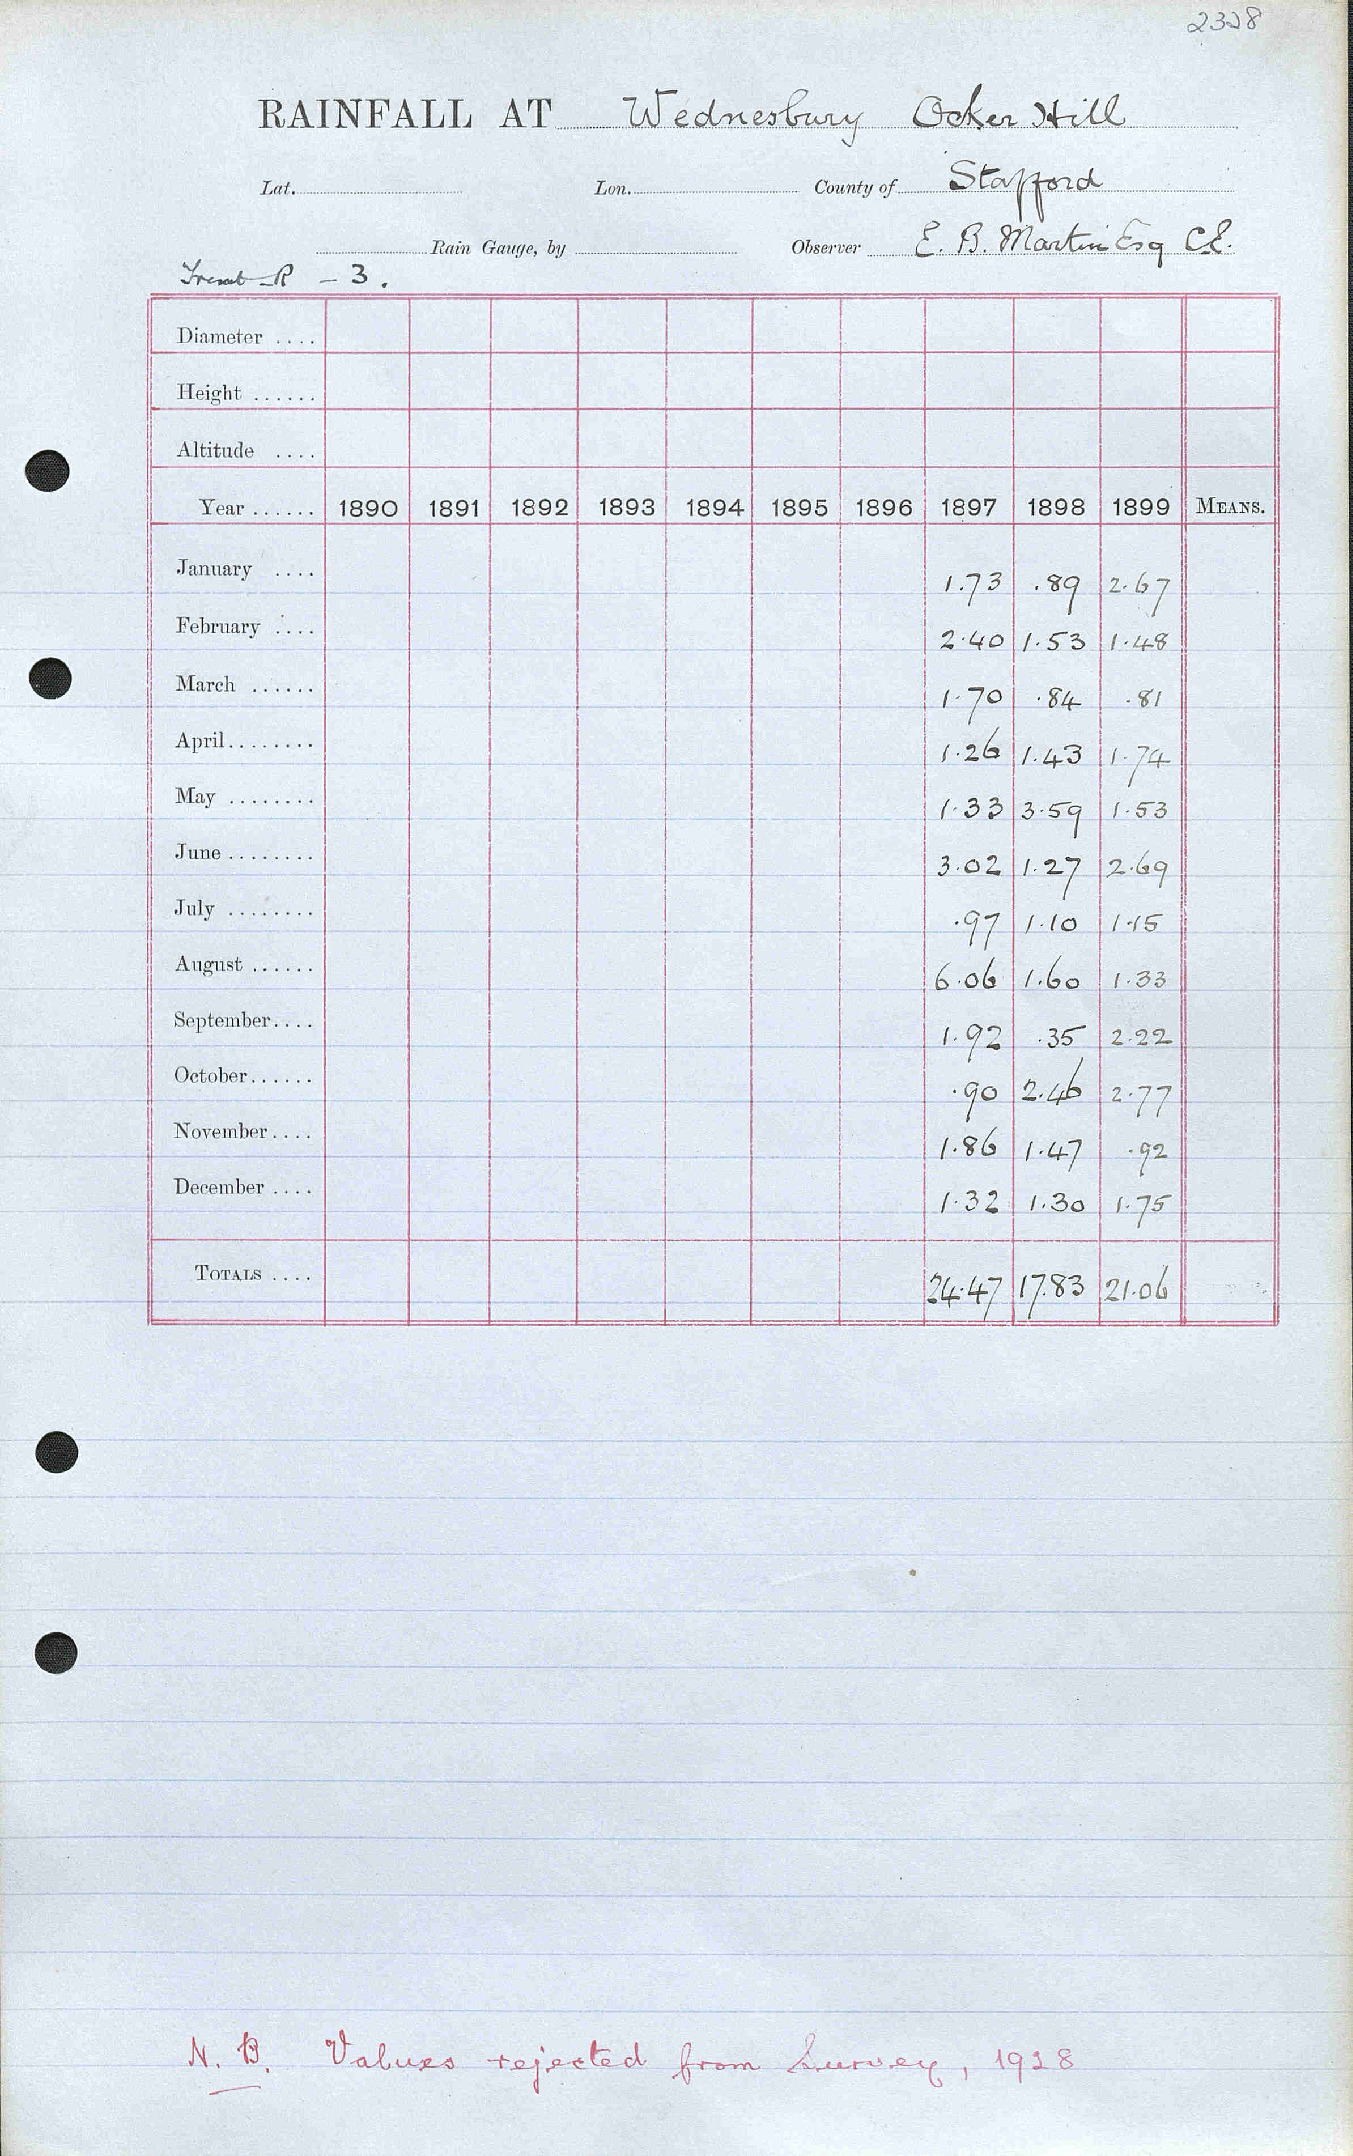 2328
RAINFALL AT Wednesbury Ocker Hill
Lat. Lon. County of Stafford
Rain Gauge, by Observer E. B. Martin Esq C.E.
Trent R - 3.
Diameter ....
Height ......
Altitude ....
Year ...... 1890 1891 1892 1893 1894 1895 1896 1897 1898 1899 MEANS.
January .... 1.73 .89 2.67
February .... 2.40 1.53 1.48
March ...... 1.70 .84 .81
April........ 1.26 1.43 1.74
May ........ 1.33 3.59 1.53
June ........ 3.02 1.27 2.69
July ........ .97 1.10 1.15
August ...... 6.06 1.60 1.33
September.... 1.92 .35 2.22
October...... .90 2.46 2.77
November.... 1.86 1.47 .92
December .... 1.32 1.30 1.75
TOTALS .... 24.47 17.83 21.06
N. B. Values rejected from Survey, 1928